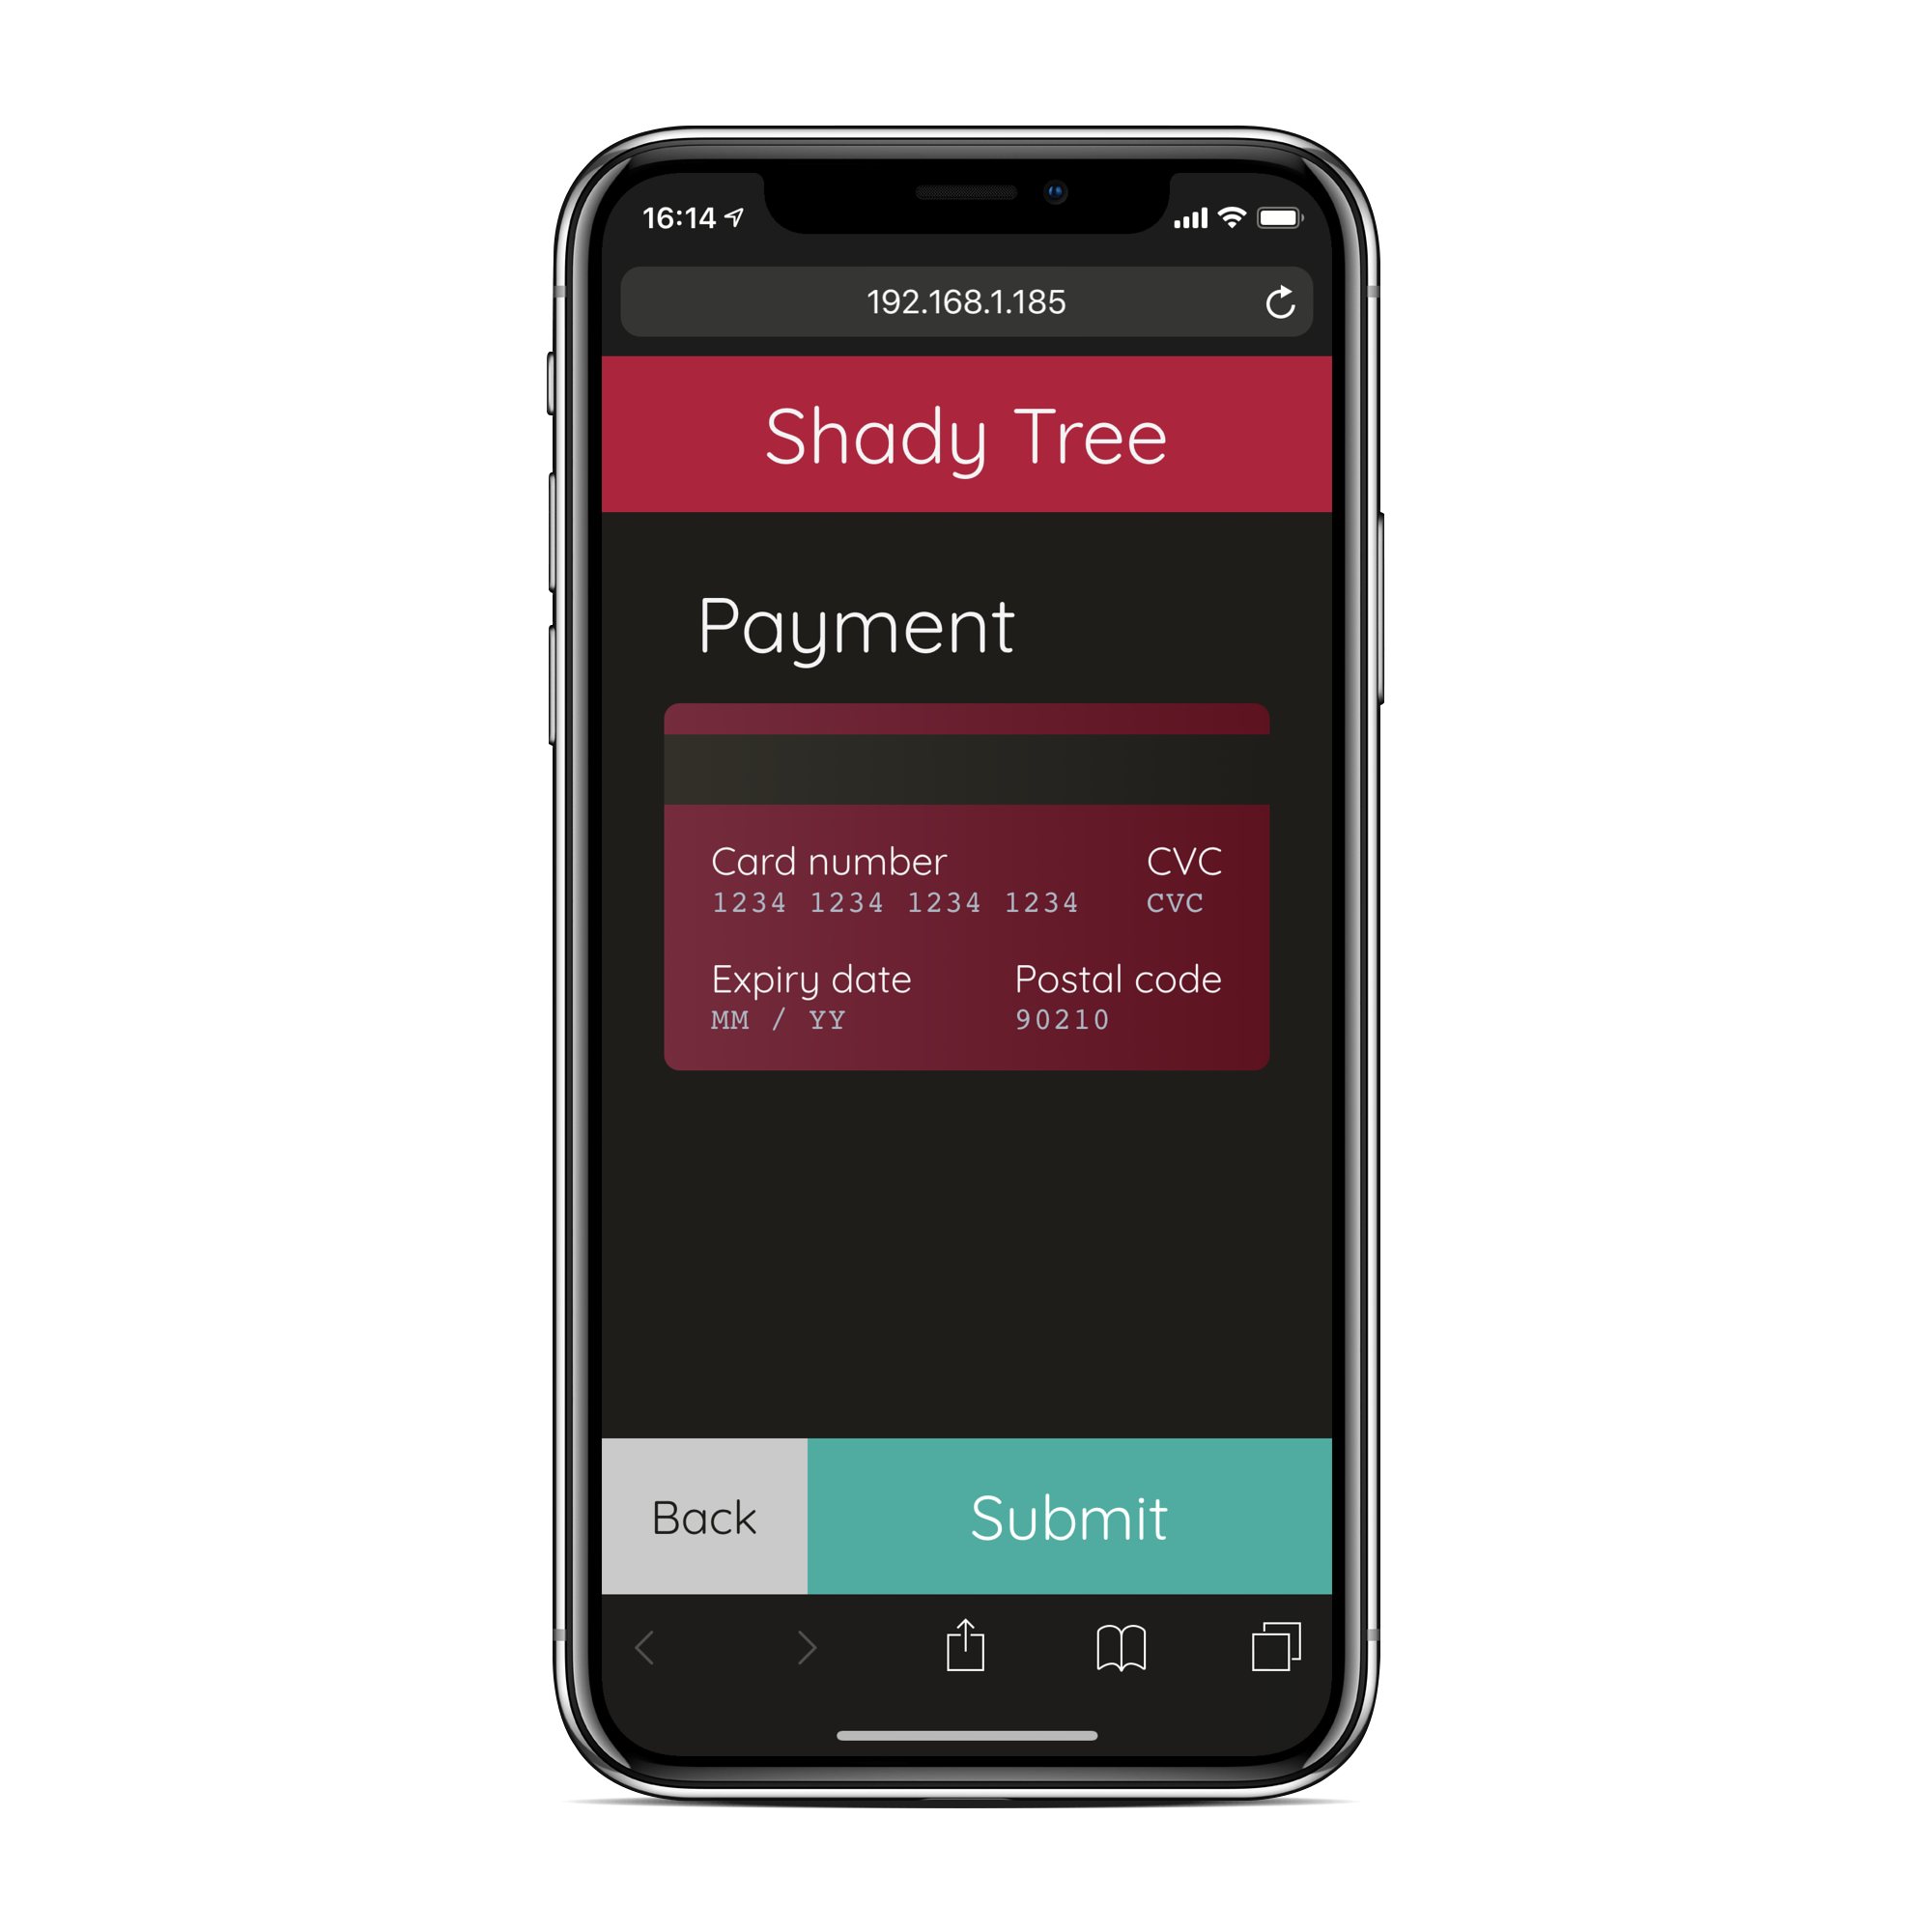 16:14
192.168.1.185
Shady Tree
Payment
Card number CVC
1234 1234 1234 1234 CVC
Expiry date Postal code
MM / YY 90210
Back Submit